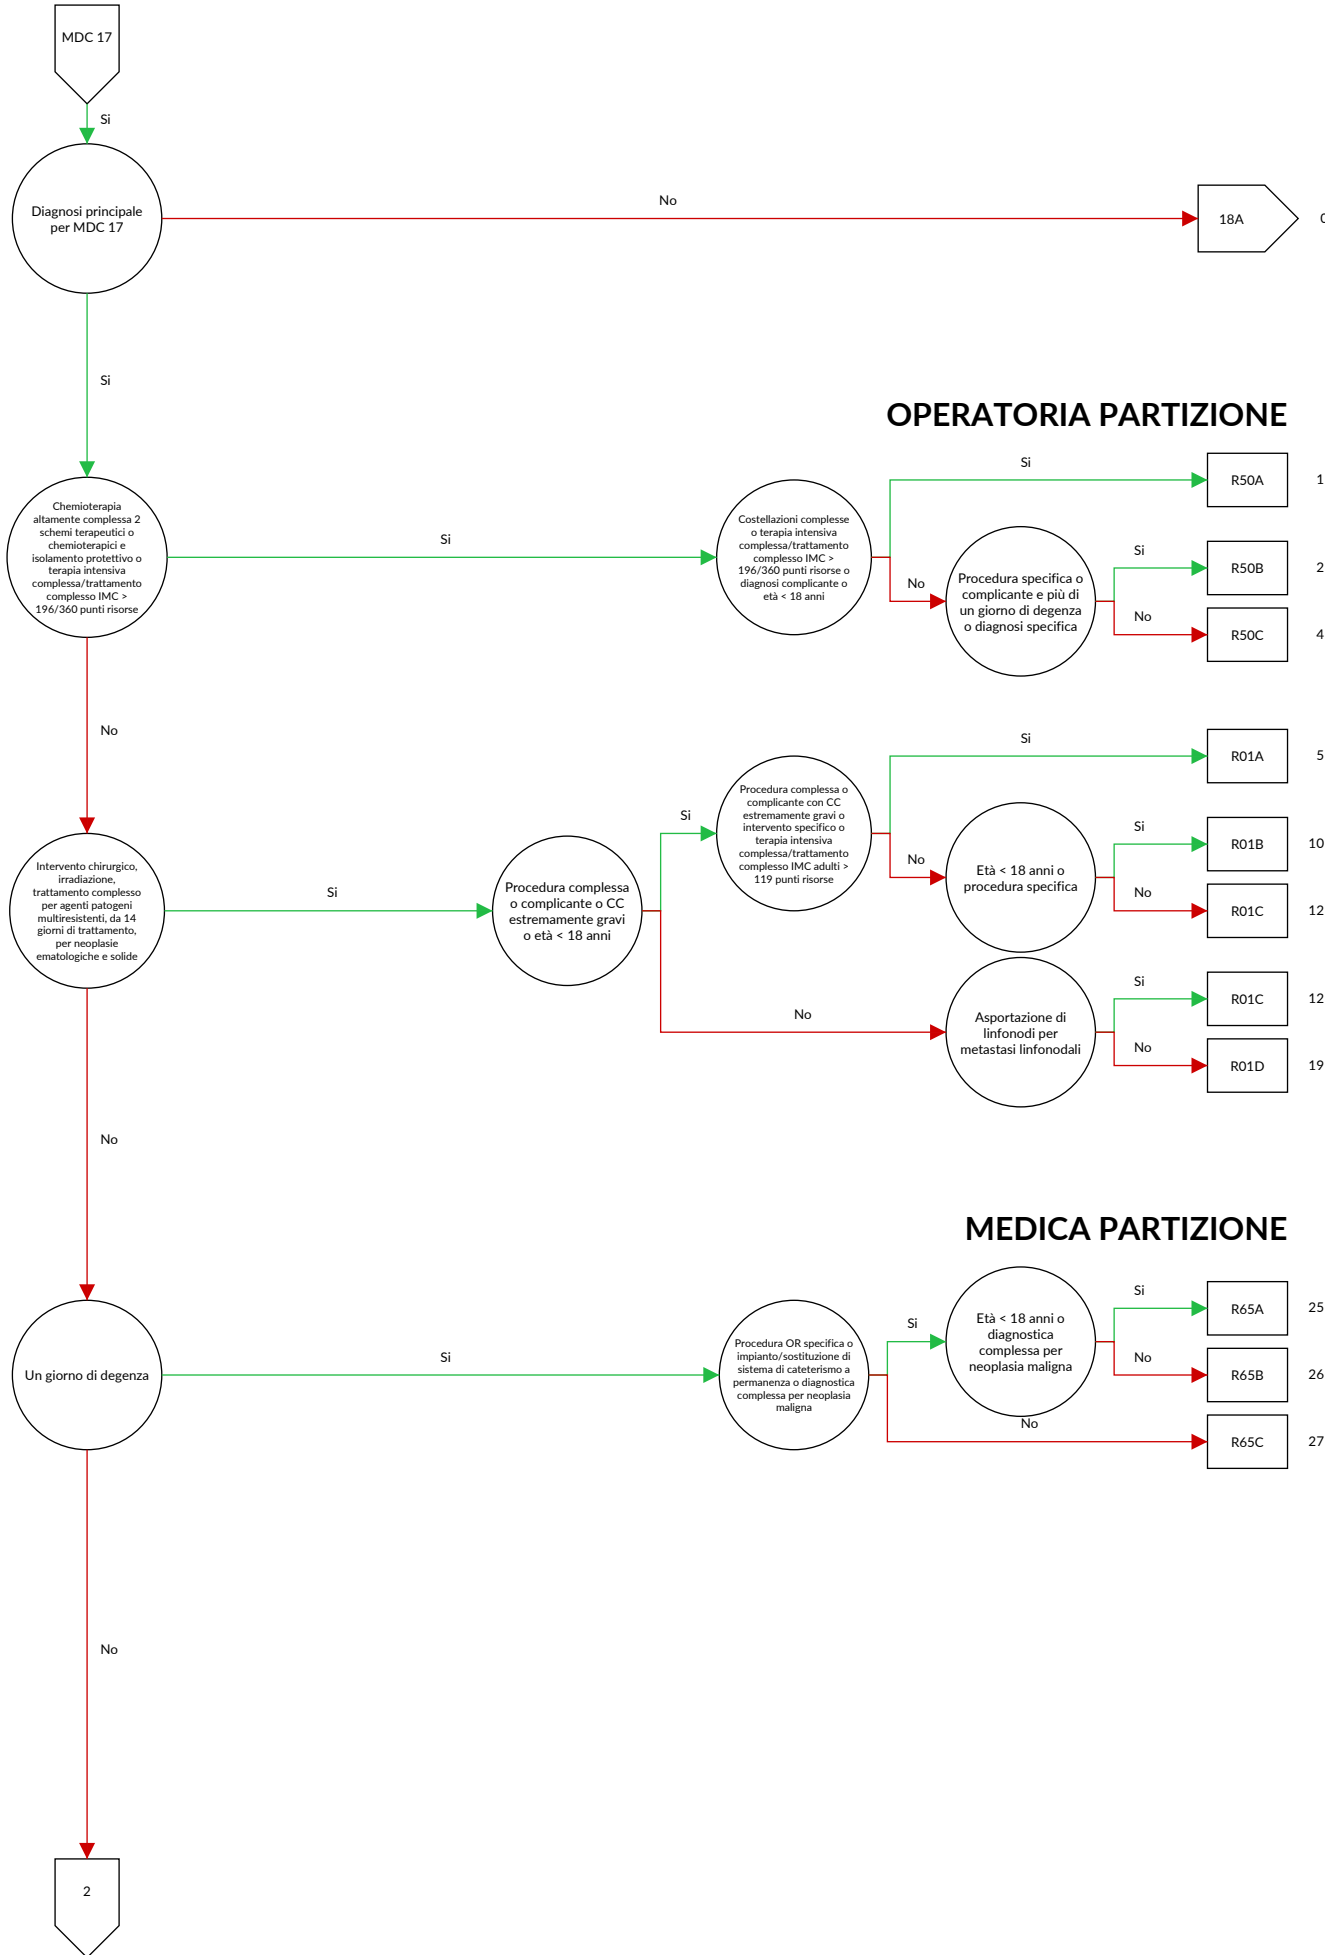 MDC 17
Si
Diagnosi principale
per MDC 17
No
18A
0
Si
OPERATORIA PARTIZIONE
Chemioterapia
altamente complessa 2
schemi terapeutici o
chemioterapici e
isolamento protettivo o
terapia intensiva
complessa/trattamento
complesso IMC >
196/360 punti risorse
Si
Costellazioni complesse
o terapia intensiva
complessa/trattamento
complesso IMC >
196/360 punti risorse o
diagnosi complicante o
età < 18 anni
Si
R50A
1
No
Procedura specifica o
complicante e più di
un giorno di degenza
o diagnosi specifica
Si
R50B
2
No
R50C
4
No
Intervento chirurgico,
irradiazione,
trattamento complesso
per agenti patogeni
multiresistenti, da 14
giorni di trattamento,
per neoplasie
ematologiche e solide
Si
Procedura complessa
o complicante o CC
estremamente gravi
o età < 18 anni
Si
Procedura complessa o
complicante con CC
estremamente gravi o
intervento specifico o
terapia intensiva
complessa/trattamento
complesso IMC adulti >
119 punti risorse
Si
R01A
5
No
Età < 18 anni o
procedura specifica
Si
R01B
10
No
R01C
12
No
Asportazione di
linfonodi per
metastasi linfonodali
Si
R01C
12
No
R01D
19
No
MEDICA PARTIZIONE
Un giorno di degenza
Si
Procedura OR specifica o
impianto/sostituzione di
sistema di cateterismo a
permanenza o diagnostica
complessa per neoplasia
maligna
Si
Età < 18 anni o
diagnostica
complessa per
neoplasia maligna
Si
R65A
25
No
R65B
26
No
R65C
27
No
2